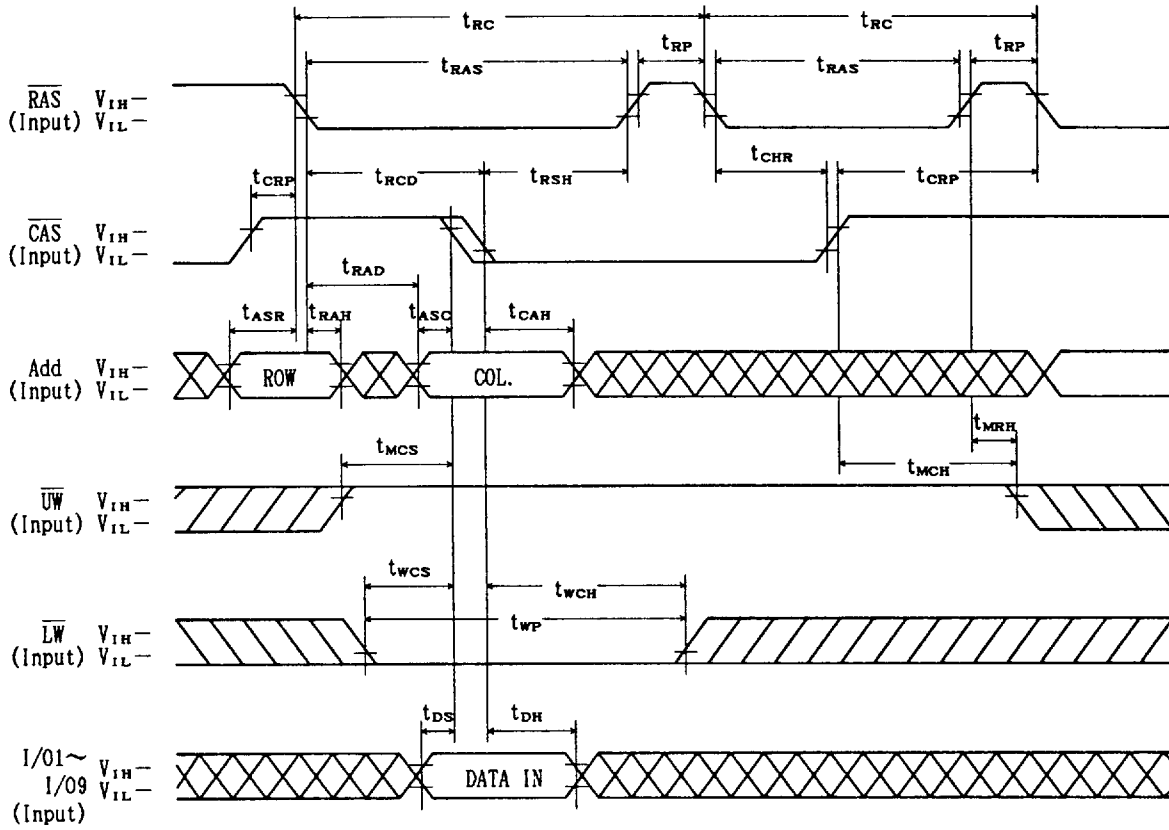 tRC tRC
tRAS tRP tRAS tRP
RAS VIH—
(Input) VIL—
tCRP tRCD tRSH tCHR tCRP
CAS VIH—
(Input) VIL—
tRAD
tASR tRAH tASC tCAH
Add VIH—
(Input) VIL—
ROW COL.
tMCS tMRH
tMCH
UW VIH—
(Input) VIL—
tWCS tWCH
tWP
LW VIH—
(Input) VIL—
tDS tDH
I/O1~ VIH—
I/O9 VIL—
(Input)
DATA IN